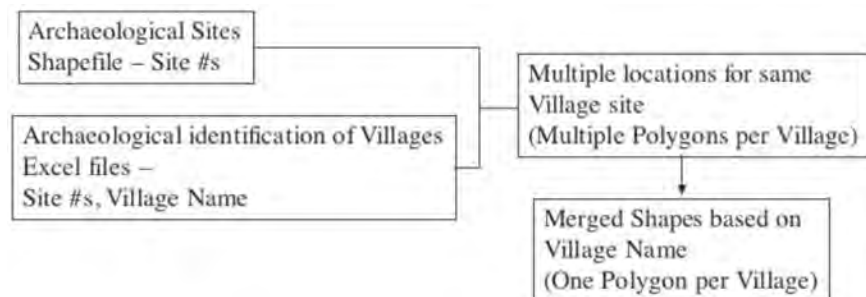 Archaeological Sites
Shapefile – Site #s
Archaeological identification of Villages
Excel files –
Site #s, Village Name
Multiple locations for same
Village site
(Multiple Polygons per Village)
Merged Shapes based on
Village Name
(One Polygon per Village)